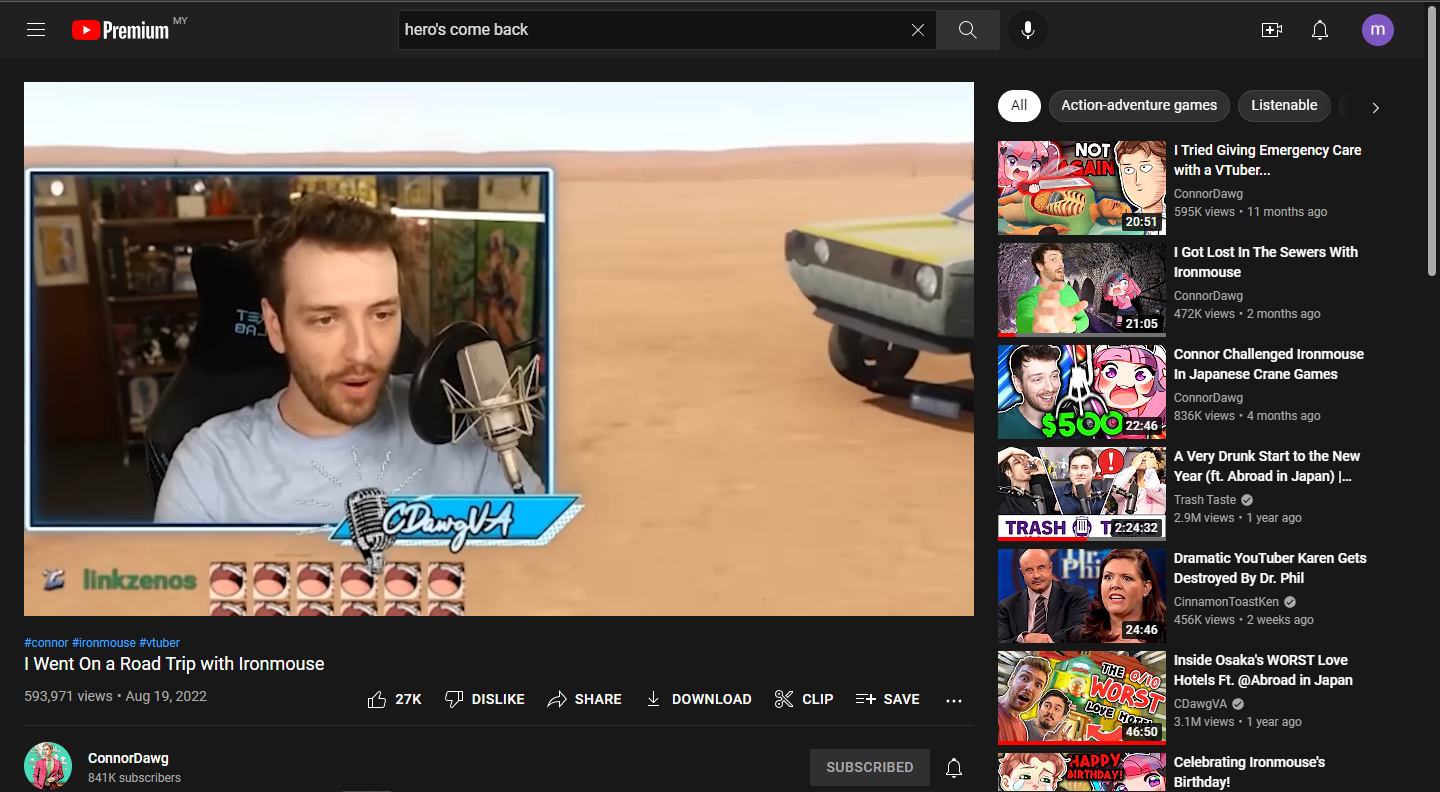 Premium MY
hero's come back
m
All
Action-adventure games
Listenable
CDawgVA
linkzenos
#connor #ironmouse #vtuber
I Went On a Road Trip with Ironmouse
593,971 views • Aug 19, 2022
27K
DISLIKE
SHARE
DOWNLOAD
CLIP
SAVE
ConnorDawg
841K subscribers
SUBSCRIBED
NOT
AGAIN
20:51
I Tried Giving Emergency Care
with a VTuber...
ConnorDawg
595K views • 11 months ago
21:05
I Got Lost In The Sewers With
Ironmouse
ConnorDawg
472K views • 2 months ago
$500
22:46
Connor Challenged Ironmouse
In Japanese Crane Games
ConnorDawg
836K views • 4 months ago
TRASH T
2:24:32
A Very Drunk Start to the New
Year (ft. Abroad in Japan) |...
Trash Taste
2.9M views • 1 year ago
Dr.
Phil
24:46
Dramatic YouTuber Karen Gets
Destroyed By Dr. Phil
CinnamonToastKen
456K views • 2 weeks ago
THE 0/10
WORST
LOVE HOTEL
46:50
Inside Osaka's WORST Love
Hotels Ft. @Abroad in Japan
CDawgVA
3.1M views • 1 year ago
HAPPY
BIRTHDAY!
Celebrating Ironmouse's
Birthday!